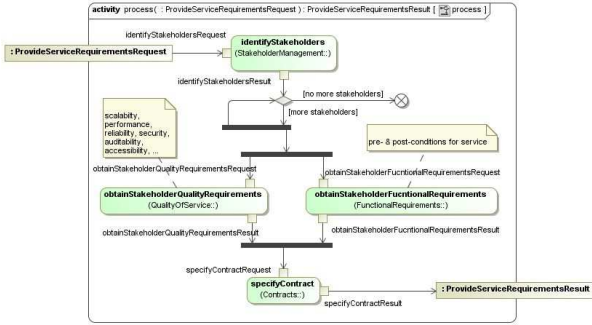 activity process( : ProvideServiceRequirementsRequest ) : ProvideServiceRequirementsResult [ process ]
identifyStakeholdersRequest
: ProvideServiceRequirementsRequest
identifyStakeholders
(StakeholderManagement::)
identifyStakeholdersResult
[no more stakeholders]
[more stakeholders]
scalabity,
performance,
reliability, security,
auditability,
accessibility, ...
pre- & post-conditions for service
obtainStakeholderQualityRequirementsRequest
obtainStakeholderFucntionalRequirementsRequest
obtainStakeholderQualityRequirements
(QualityOfService::)
obtainStakeholderFucntionalRequirements
(FunctionalRequirements::)
obtainStakeholderQualityRequirementsResult
obtainStakeholderFucntionalRequirementsResult
specifyContractRequest
specifyContract
(Contracts::)
: ProvideServiceRequirementsResult
specifyContractResult